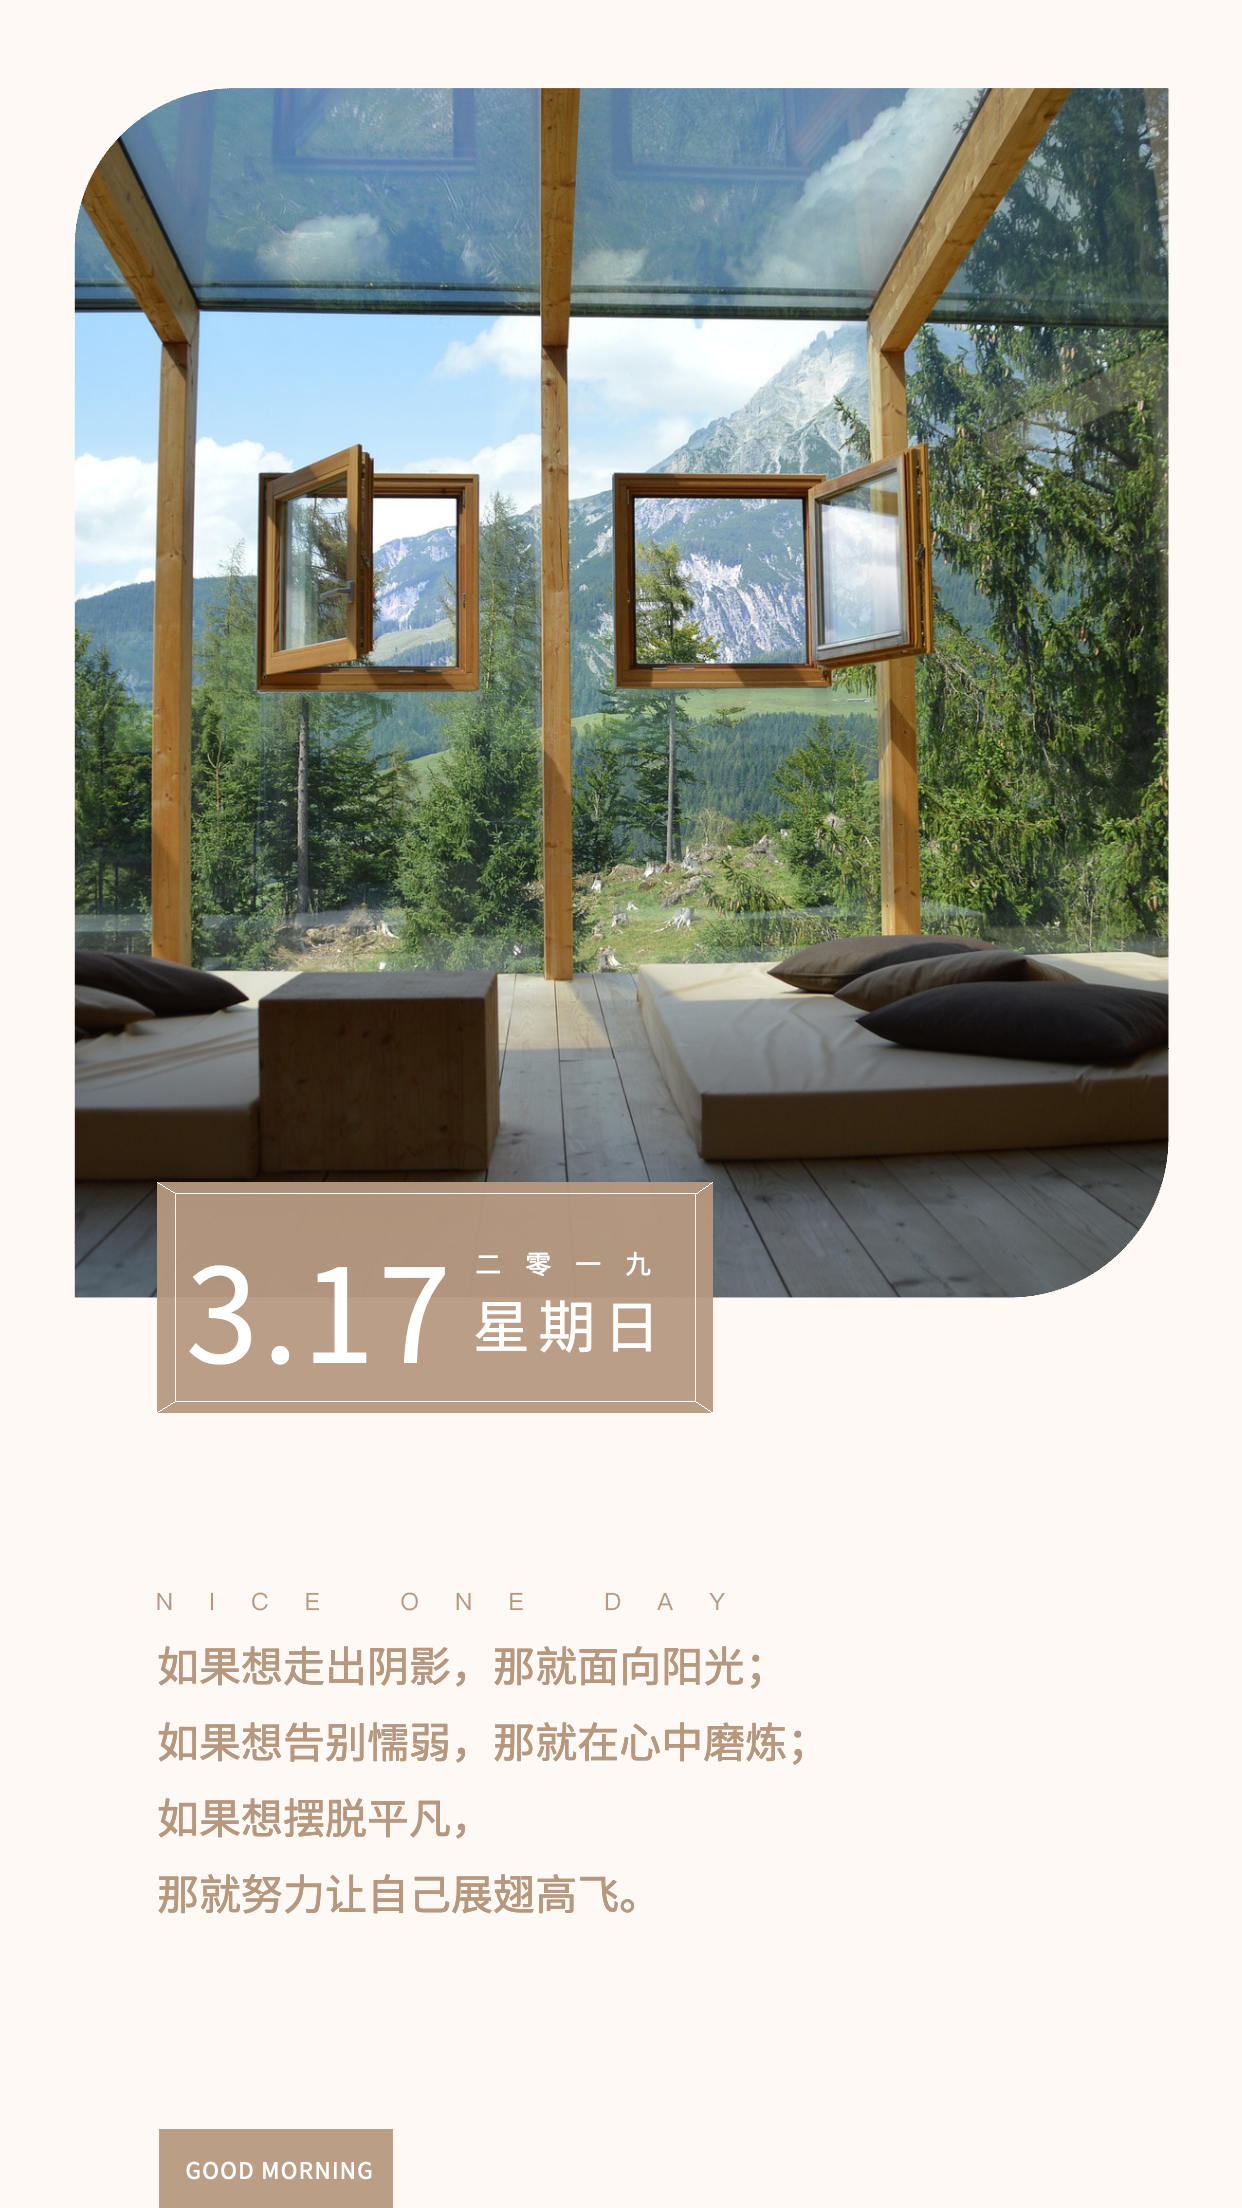 3.17
二零一九
星期日
NICE ONE DAY
如果想走出阴影，那就面向阳光；
如果想告别懦弱，那就在心中磨炼；
如果想摆脱平凡，
那就努力让自己展翅高飞。
GOOD MORNING